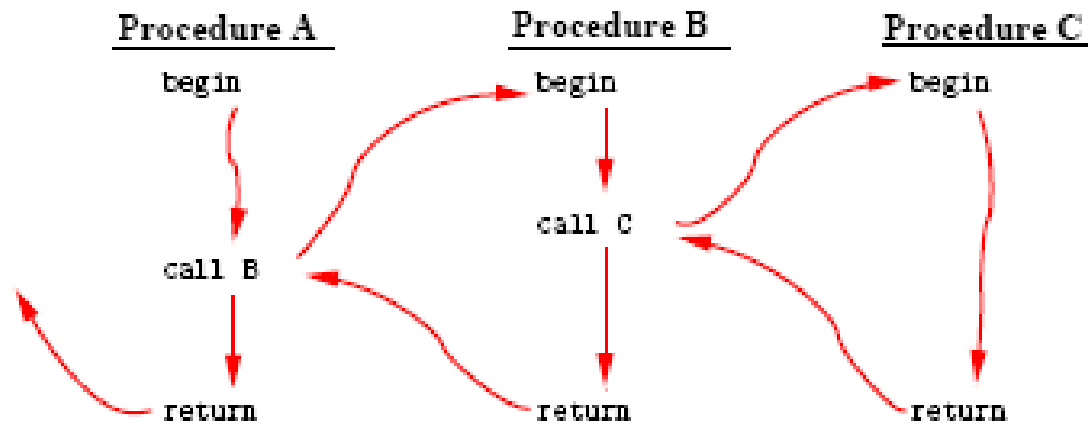 Procedure A
begin
call B
return
Procedure B
begin
call C
return
Procedure C
begin
return